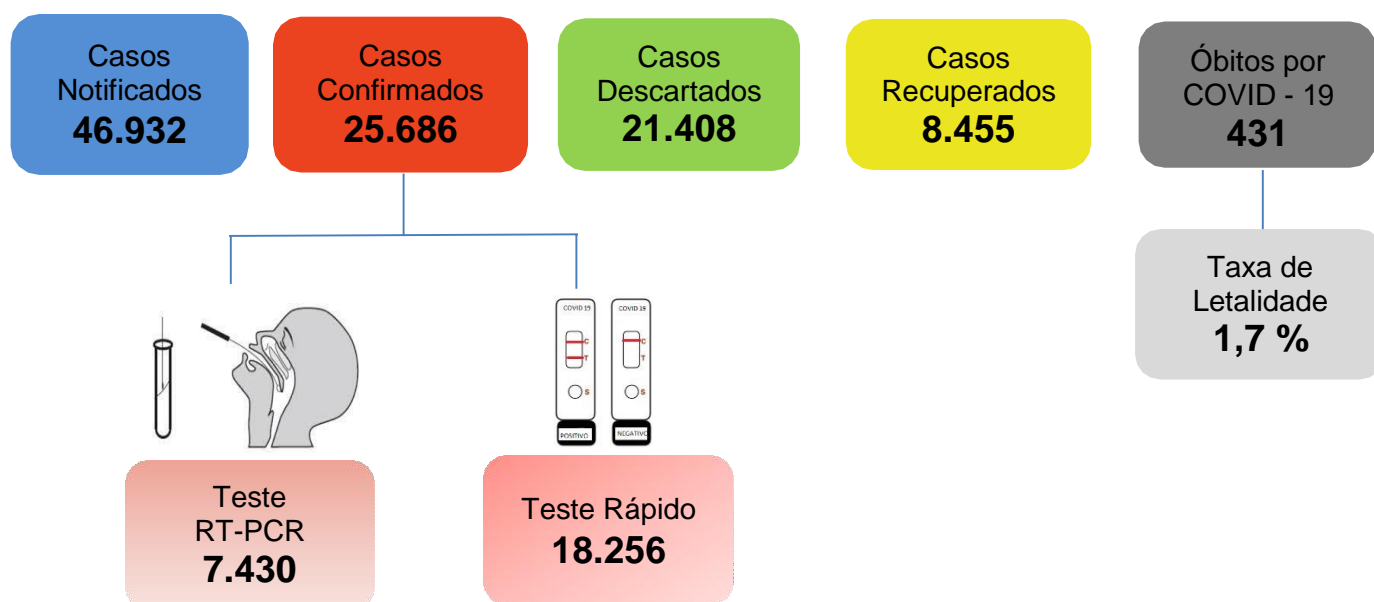 Casos
Notificados
46.932
Casos
Confirmados
25.686
Casos
Descartados
21.408
Casos
Recuperados
8.455
Óbitos por
COVID - 19
431
Taxa de
Letalidade
1,7 %
COVID 19
C
T
S
POSITIVO
COVID 19
C
T
S
NEGATIVO
Teste
RT-PCR
7.430
Teste Rápido
18.256